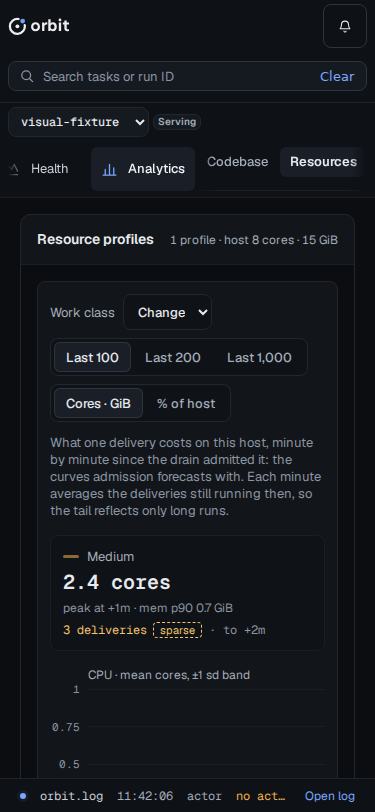 orbit
Search tasks or run ID Clear
visual-fixture Serving
Health Analytics Codebase Resources
Resource profiles 1 profile · host 8 cores · 15 GiB
Work class Change
Last 100 Last 200 Last 1,000
Cores · GiB % of host
What one delivery costs on this host, minute
by minute since the drain admitted it: the
curves admission forecasts with. Each minute
averages the deliveries still running then, so
the tail reflects only long runs.
Medium
2.4 cores
peak at +1m · mem p90 0.7 GiB
3 deliveries sparse · to +2m
CPU · mean cores, ±1 sd band
1
0.75
0.5
orbit.log 11:42:06 actor no act… Open log